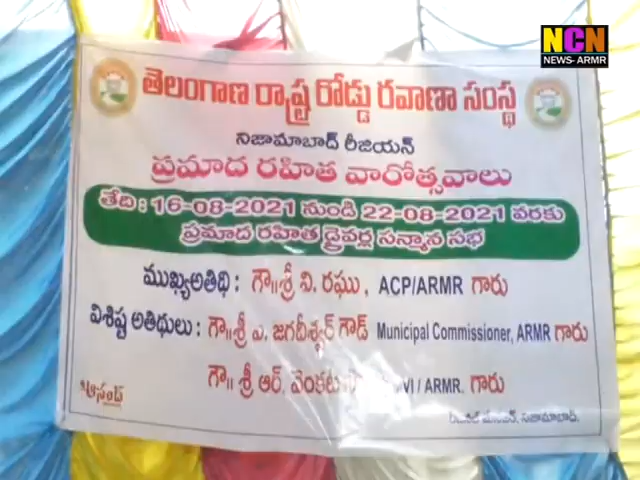 NCN
NEWS- ARMR
తెలంగాణ రాష్ట్ర రోడ్డు రవాణా సంస్థ
నిజామాబాద్ రీజియన్
ప్రమాద రహిత వారోత్సవాలు
తేది : 16-08-2021 నుండి 22-08-2021 వరకు
ప్రమాద రహిత డ్రైవర్ల సన్మాన సభ
ముఖ్యఅతిథి : గౌ॥శ్రీ ని. రఘు , ACP/ARMR గారు
విశిష్ట అతిథులు : గౌ॥శ్రీ ఎ. జగదీశ్వర్ గౌడ్ Municipal Commissioner, ARMR గారు
గౌ॥ శ్రీ ఆర్. / ARMR. గారు
ఆనంద్
నిజామాబాద్.